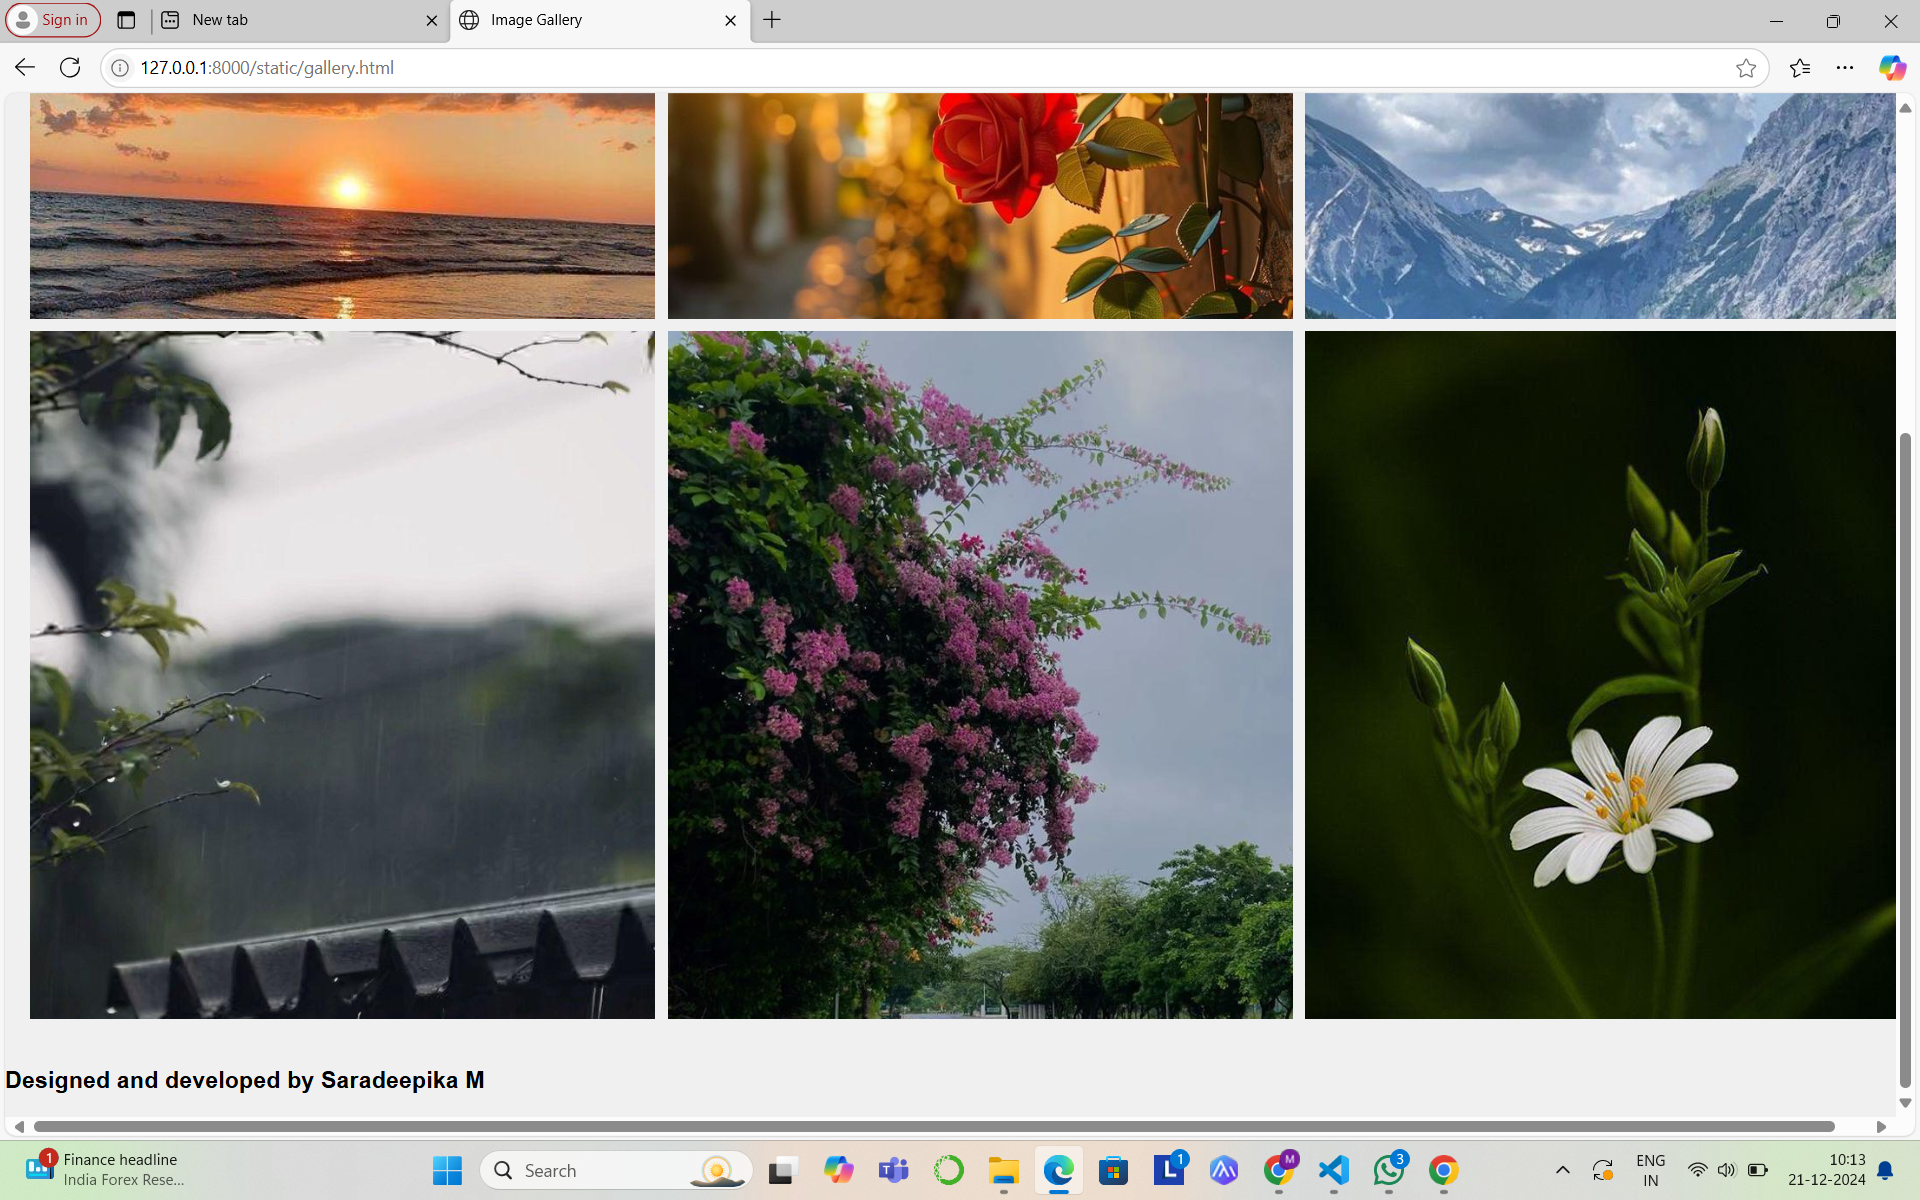 Sign in
New tab
Image Gallery
127.0.0.1:8000/static/gallery.html
Designed and developed by Saradeepika M
1
Finance headline
India Forex Rese...
Search
T
L
1
M
3
ENG
IN
10:13
21-12-2024